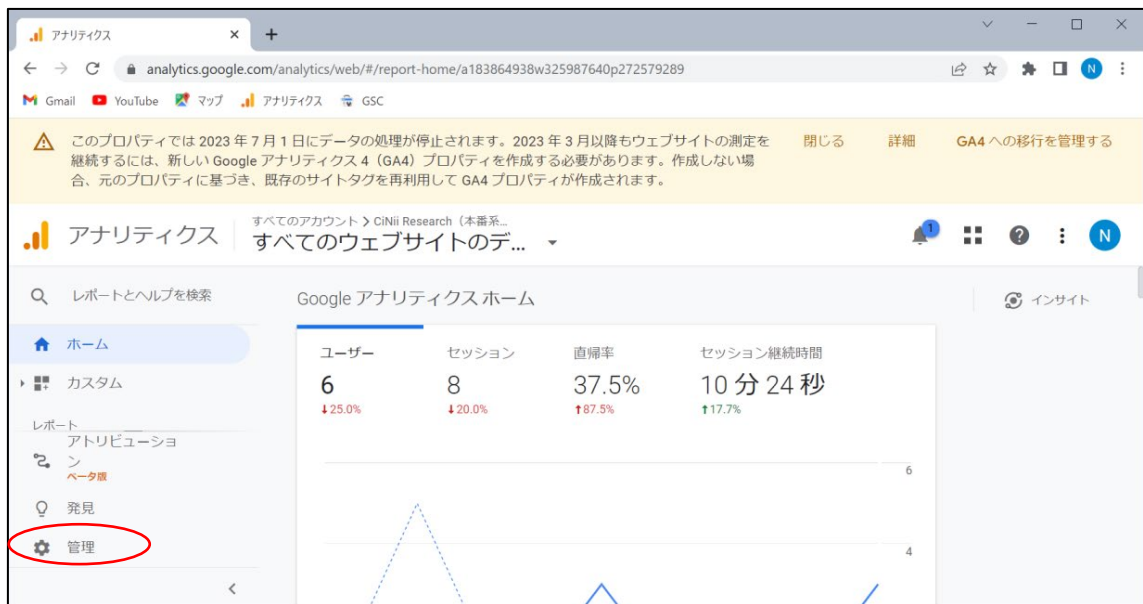 アナリティクス
analytics.google.com/analytics/web/#/report-home/a183864938w325987640p272579289
N
Gmail YouTube マップ アナリティクス GSC
このプロパティでは 2023 年 7 月 1 日にデータの処理が停止されます。2023 年 3 月以降もウェブサイトの測定を
継続するには、新しい Google アナリティクス 4（GA4）プロパティを作成する必要があります。作成しない場
合、元のプロパティに基づき、既存のサイトタグを再利用して GA4 プロパティが作成されます。
閉じる 詳細 GA4 への移行を管理する
アナリティクス
すべてのアカウント > CiNii Research（本番系...
すべてのウェブサイトのデ...
1
N
レポートとヘルプを検索
ホーム
カスタム
レポート
アトリビューショ
ン
ベータ版
発見
管理
Google アナリティクス ホーム
インサイト
ユーザー セッション 直帰率 セッション継続時間
6 8 37.5% 10 分 24 秒
↓25.0% ↓20.0% ↑87.5% ↑17.7%
6
4